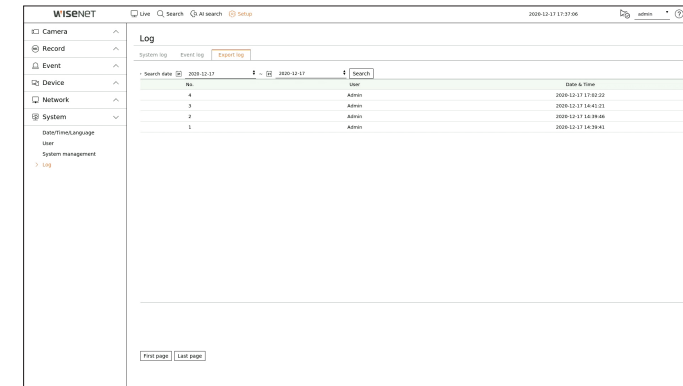 WISENET
Live Search AI search Setup 2020-12-17 17:37:06 admin
Camera
Record
Event
Device
Network
System
Date/Time/Language
User
System management
Log
Log
System log Event log Export log
Search date 2020-12-17 ~ 2020-12-17 Search
No. User Date & Time
4 Admin 2020-12-17 17:02:22
3 Admin 2020-12-17 14:41:21
2 Admin 2020-12-17 14:39:46
1 Admin 2020-12-17 14:39:41
First page Last page